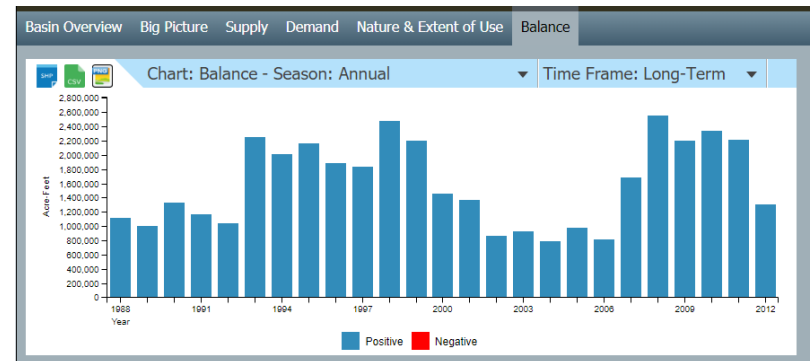 Basin Overview Big Picture Supply Demand Nature & Extent of Use Balance
SHP CSV PNG Chart: Balance - Season: Annual Time Frame: Long-Term
2,800,000
2,600,000
2,400,000
2,200,000
2,000,000
1,800,000
1,600,000
1,400,000
1,200,000
1,000,000
800,000
600,000
400,000
200,000
0
Acre-Feet
1988 1991 1994 1997 2000 2003 2006 2009 2012
Year
Positive Negative